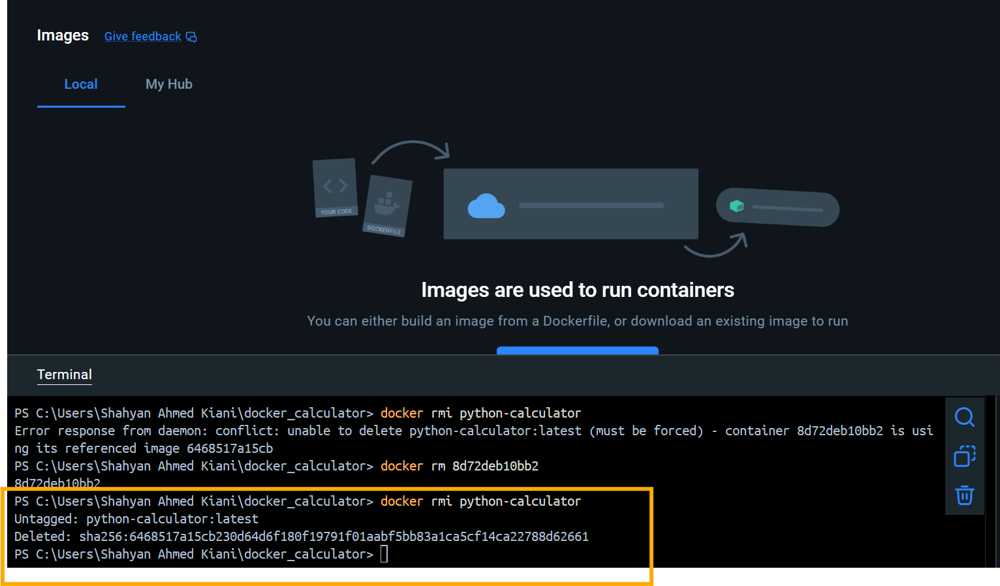 Images Give feedback
Local My Hub
YOUR CODE
DOCKERFILE
Images are used to run containers
You can either build an image from a Dockerfile, or download an existing image to run
Terminal
PS C:\Users\Shahyan Ahmed Kiani\docker_calculator> docker rmi python-calculator
Error response from daemon: conflict: unable to delete python-calculator:latest (must be forced) - container 8d72deb10bb2 is usi
ng its referenced image 6468517a15cb
PS C:\Users\Shahyan Ahmed Kiani\docker_calculator> docker rm 8d72deb10bb2
8d72deb10bb2
PS C:\Users\Shahyan Ahmed Kiani\docker_calculator> docker rmi python-calculator
Untagged: python-calculator:latest
Deleted: sha256:6468517a15cb230d64d6f180f19791f01aabf5bb83a1ca5cf14ca22788d62661
PS C:\Users\Shahyan Ahmed Kiani\docker_calculator>